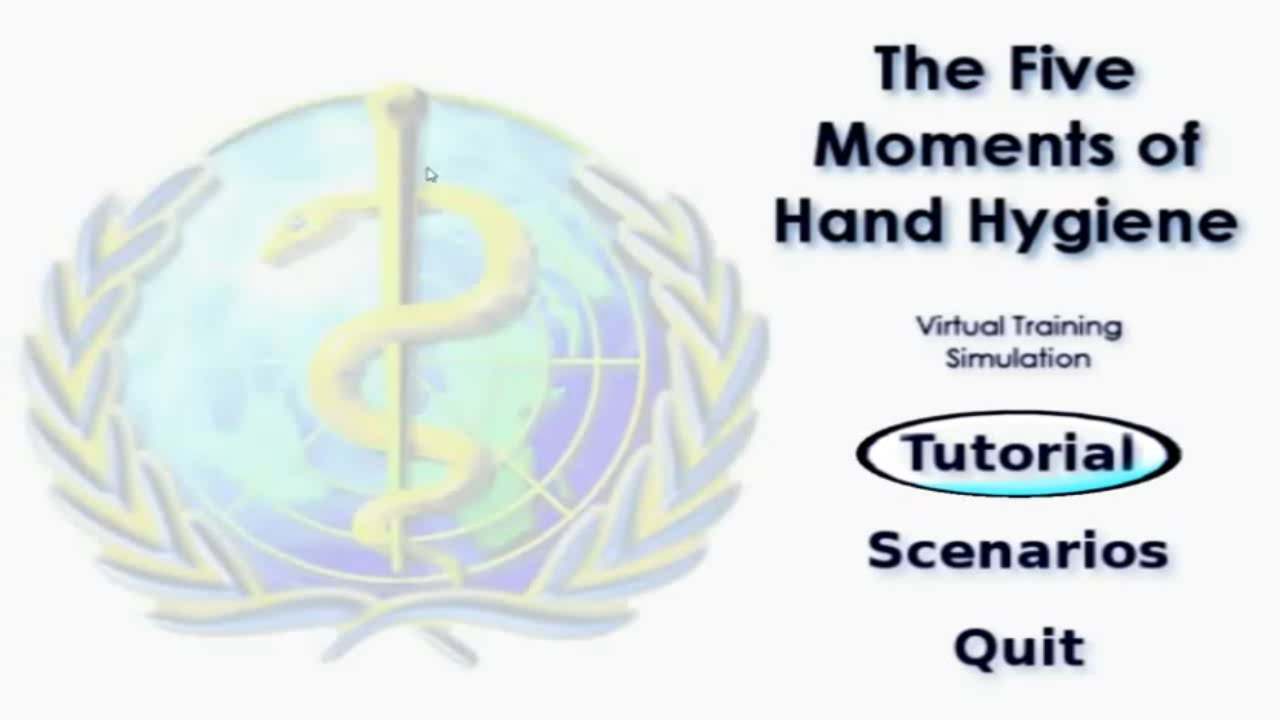 The Five
Moments of
Hand Hygiene
Virtual Training
Simulation
Tutorial
Scenarios
Quit